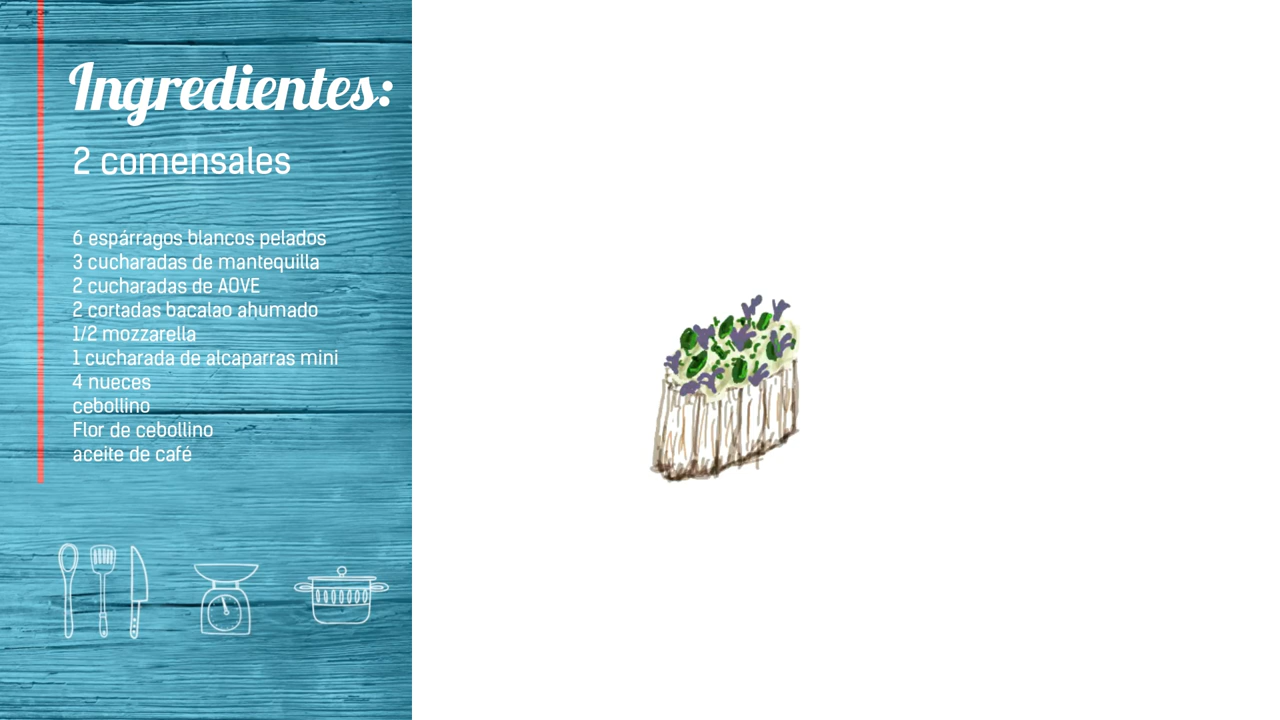 Ingredientes:
2 comensales
6 espárragos blancos pelados
3 cucharadas de mantequilla
2 cucharadas de AOVE
2 cortadas bacalao ahumado
1/2 mozzarella
1 cucharada de alcaparras mini
4 nueces
cebollino
Flor de cebollino
aceite de café